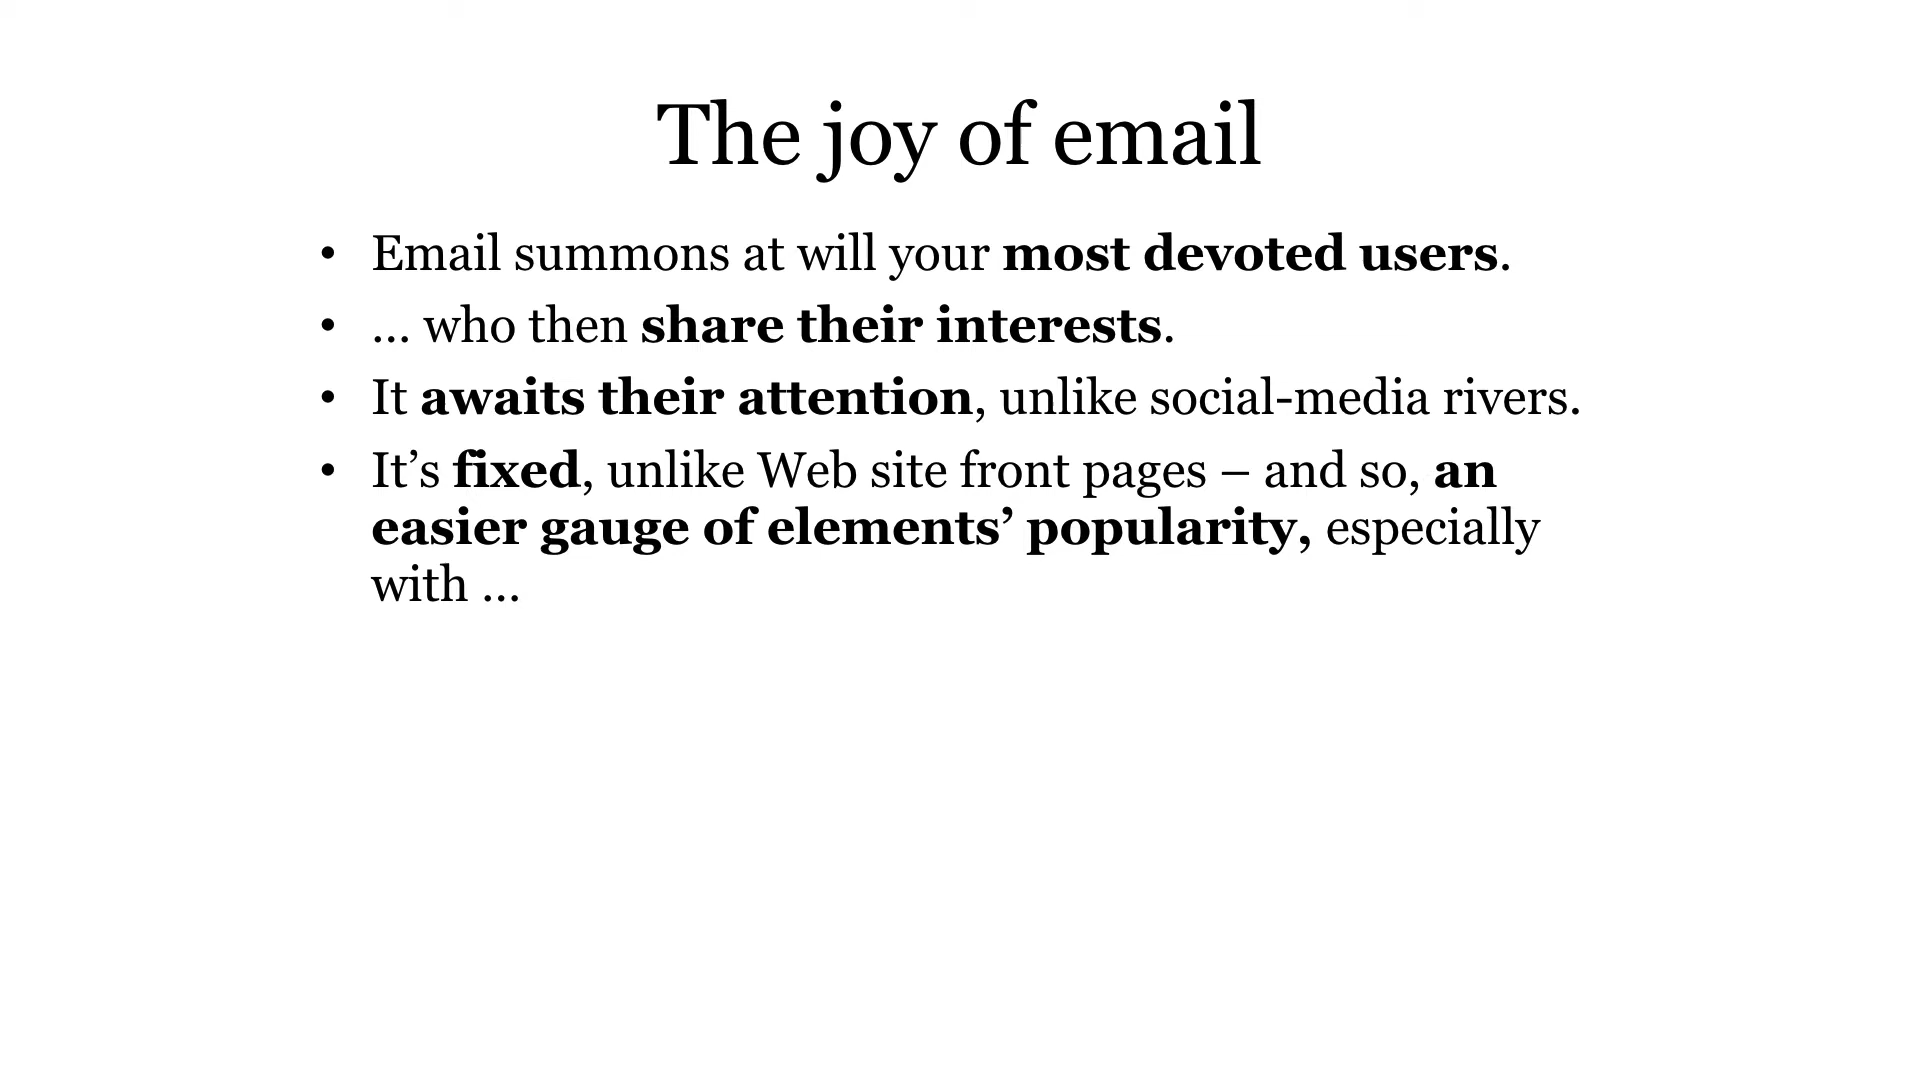 The joy of email
• Email summons at will your most devoted users.
• … who then share their interests.
• It awaits their attention, unlike social-media rivers.
• It’s fixed, unlike Web site front pages – and so, an
easier gauge of elements’ popularity, especially
with …